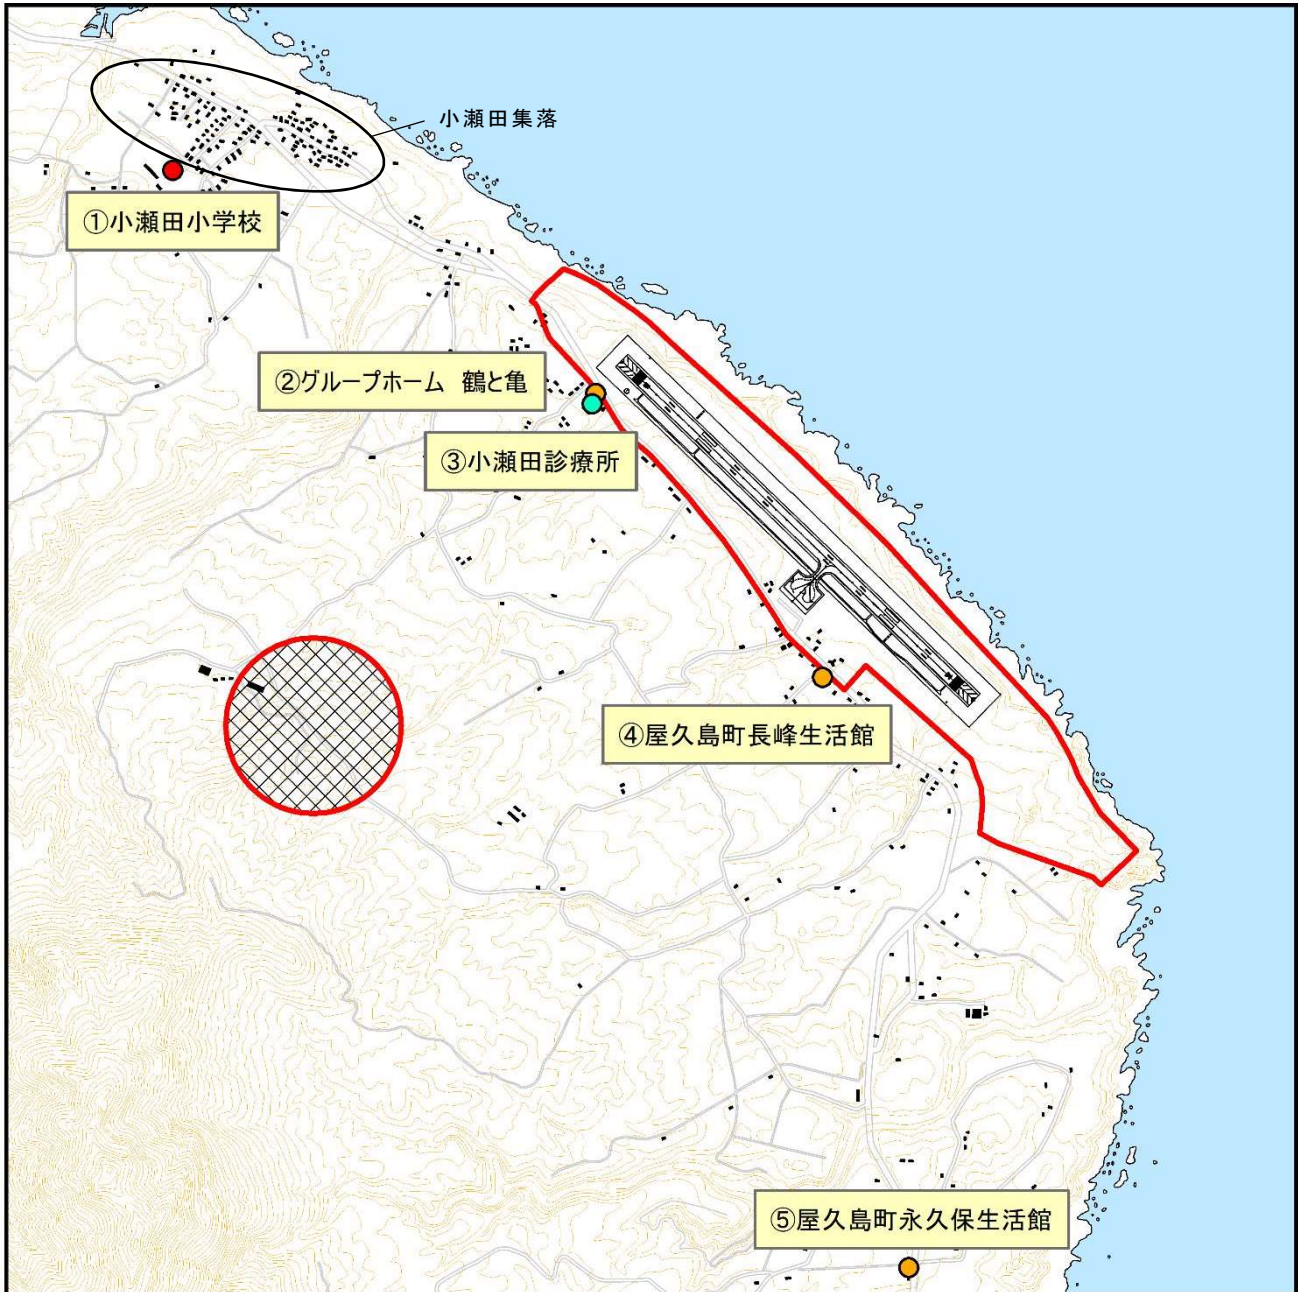 小瀬田集落
①小瀬田小学校
②グループホーム 鶴と亀
③小瀬田診療所
④屋久島町長峰生活館
⑤屋久島町永久保生活館